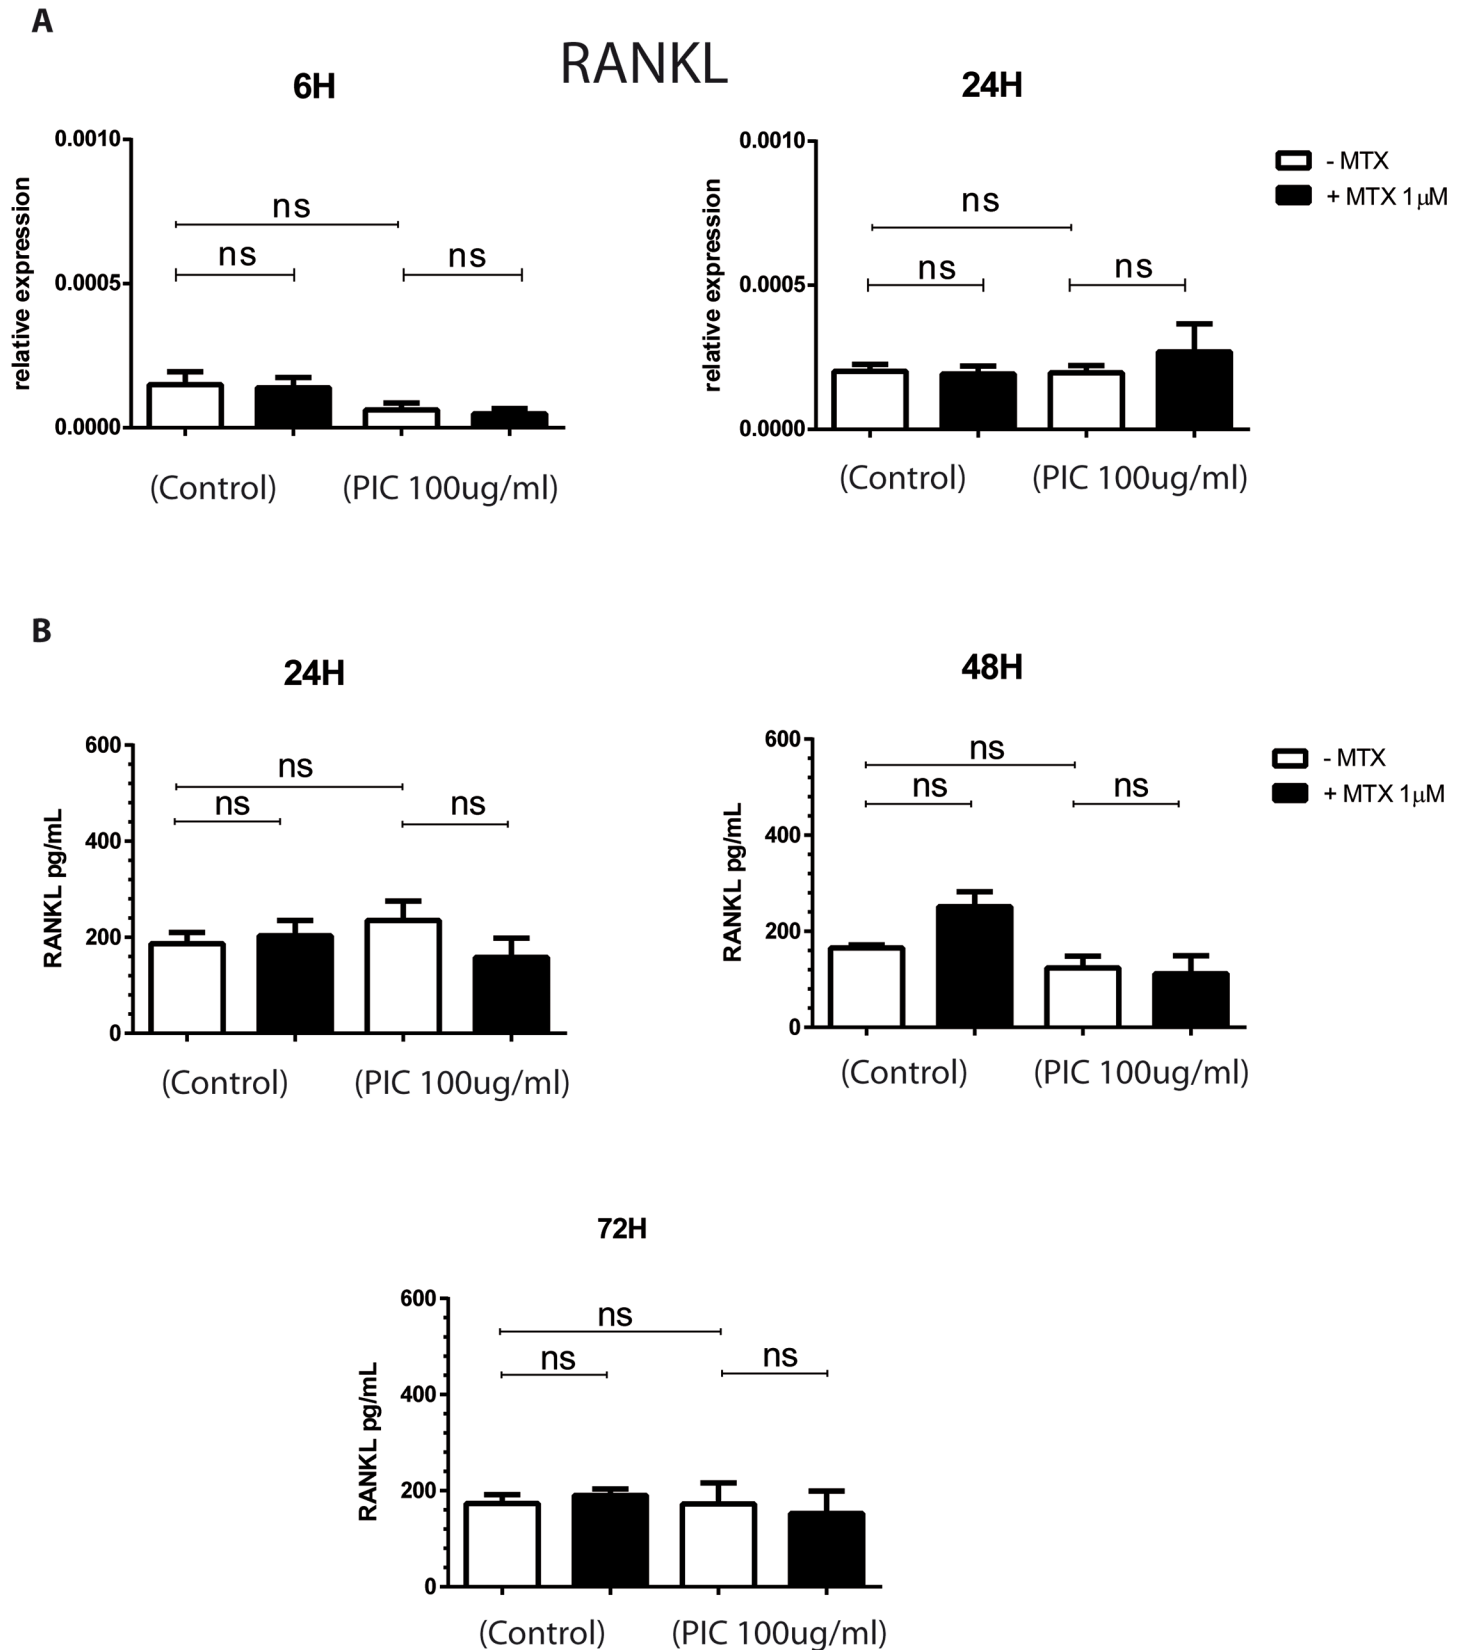 A
RANKL
6H
24H
0.0010
0.0005
0.0000
relative expression
ns
ns
ns
(Control)
(PIC 100ug/ml)
0.0010
0.0005
0.0000
relative expression
ns
ns
ns
(Control)
(PIC 100ug/ml)
- MTX
+ MTX 1µM
B
24H
48H
600
400
200
0
RANKL pg/mL
ns
ns
ns
(Control)
(PIC 100ug/ml)
600
400
200
0
RANKL pg/mL
ns
ns
ns
(Control)
(PIC 100ug/ml)
- MTX
+ MTX 1µM
72H
600
400
200
0
RANKL pg/mL
ns
ns
ns
(Control)
(PIC 100ug/ml)